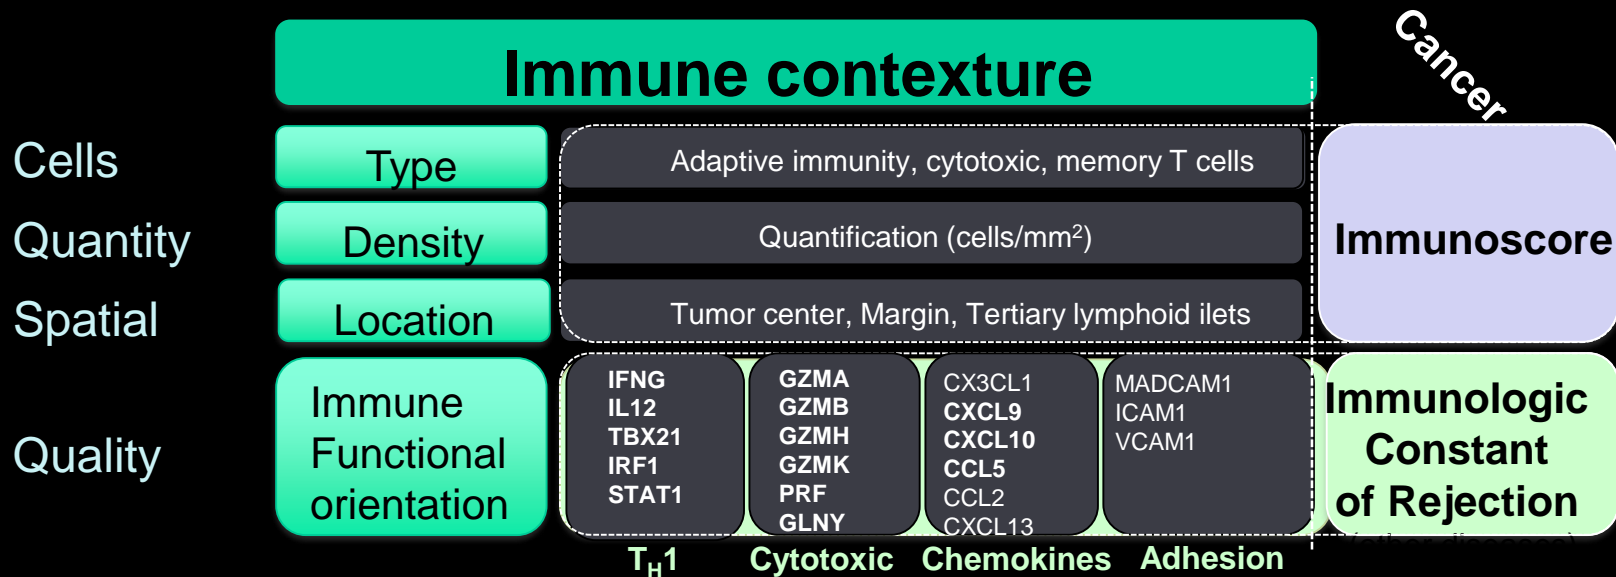 Immune contexture
Cancer
Cells
Type
Adaptive immunity, cytotoxic, memory T cells
Quantity
Density
Quantification (cells/mm²)
Immunoscore
Spatial
Location
Tumor center, Margin, Tertiary lymphoid ilets
Quality
Immune
Functional
orientation
IFNG
IL12
TBX21
IRF1
STAT1
GZMA
GZMB
GZMH
GZMK
PRF
GLNY
CX3CL1
CXCL9
CXCL10
CCL5
CCL2
CXCL13
MADCAM1
ICAM1
VCAM1
Immunologic
Constant
of Rejection
T_H1
Cytotoxic
Chemokines
Adhesion